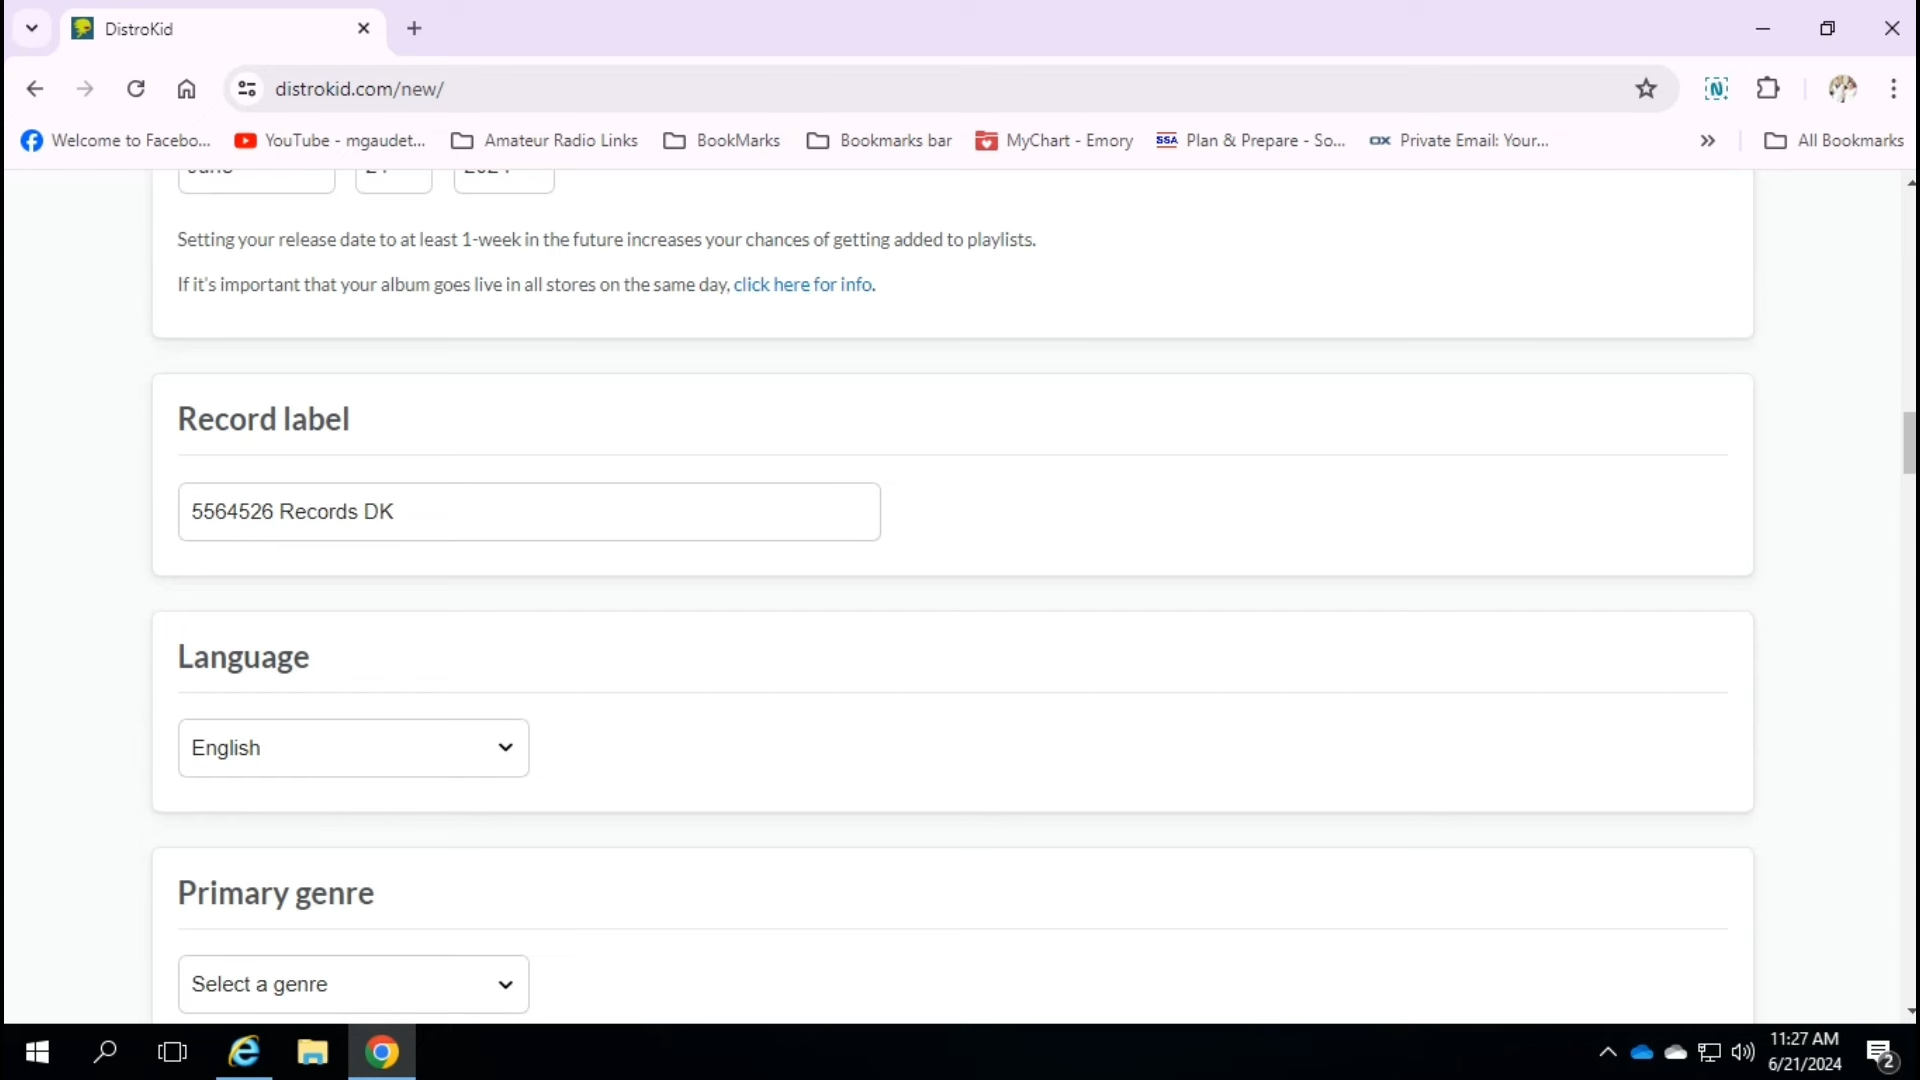 DistroKid
distrokid.com/new/
Welcome to Facebo... YouTube - mgaudet... Amateur Radio Links BookMarks Bookmarks bar MyChart - Emory SSA Plan & Prepare - So... OX Private Email: Your... » All Bookmarks
Setting your release date to at least 1-week in the future increases your chances of getting added to playlists.
If it's important that your album goes live in all stores on the same day, click here for info.
Record label
5564526 Records DK
Language
English
Primary genre
Select a genre
11:27 AM
6/21/2024
2